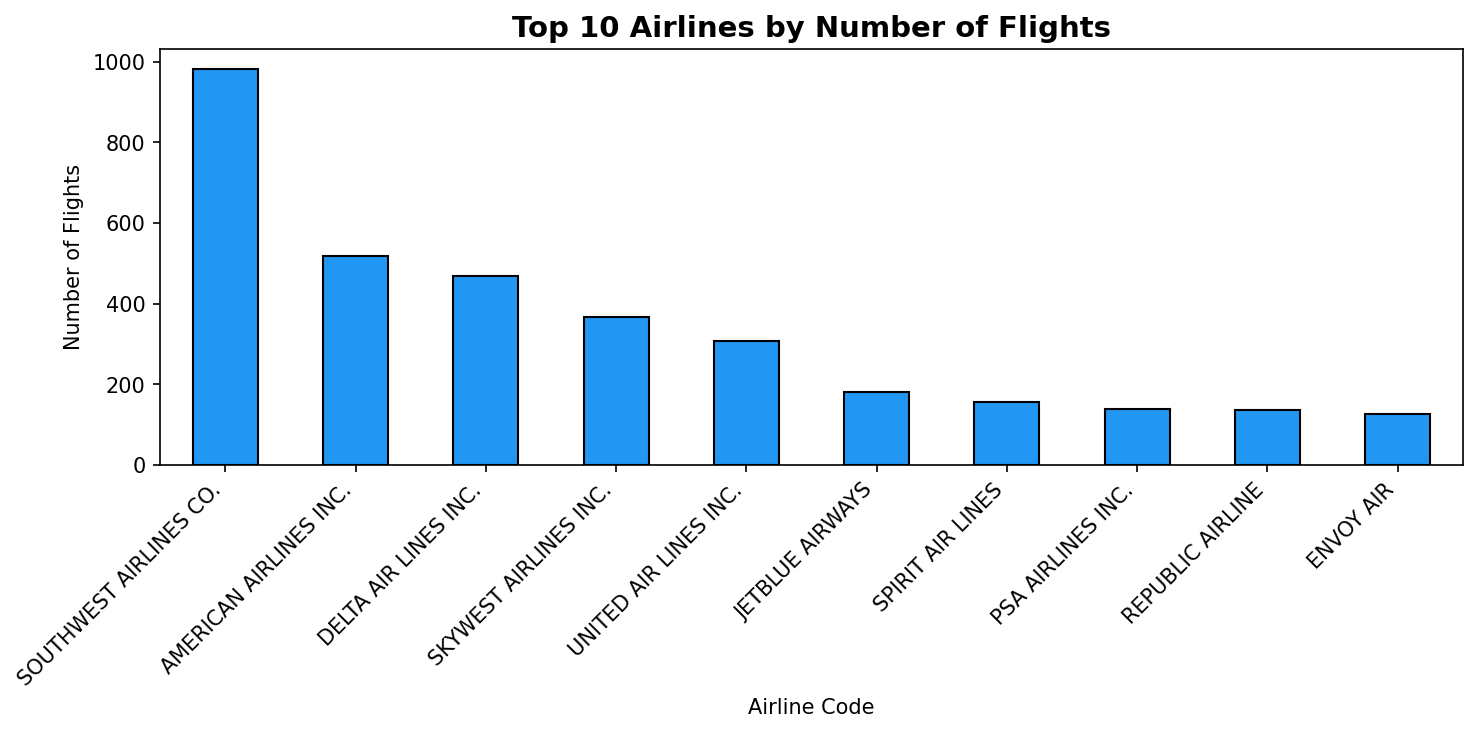 Top 10 Airlines by Number of Flights
Number of Flights
1000
800
600
400
200
0
SOUTHWEST AIRLINES CO.
AMERICAN AIRLINES INC.
DELTA AIR LINES INC.
SKYWEST AIRLINES INC.
UNITED AIR LINES INC.
JETBLUE AIRWAYS
SPIRIT AIR LINES
PSA AIRLINES INC.
REPUBLIC AIRLINE
ENVOY AIR
Airline Code